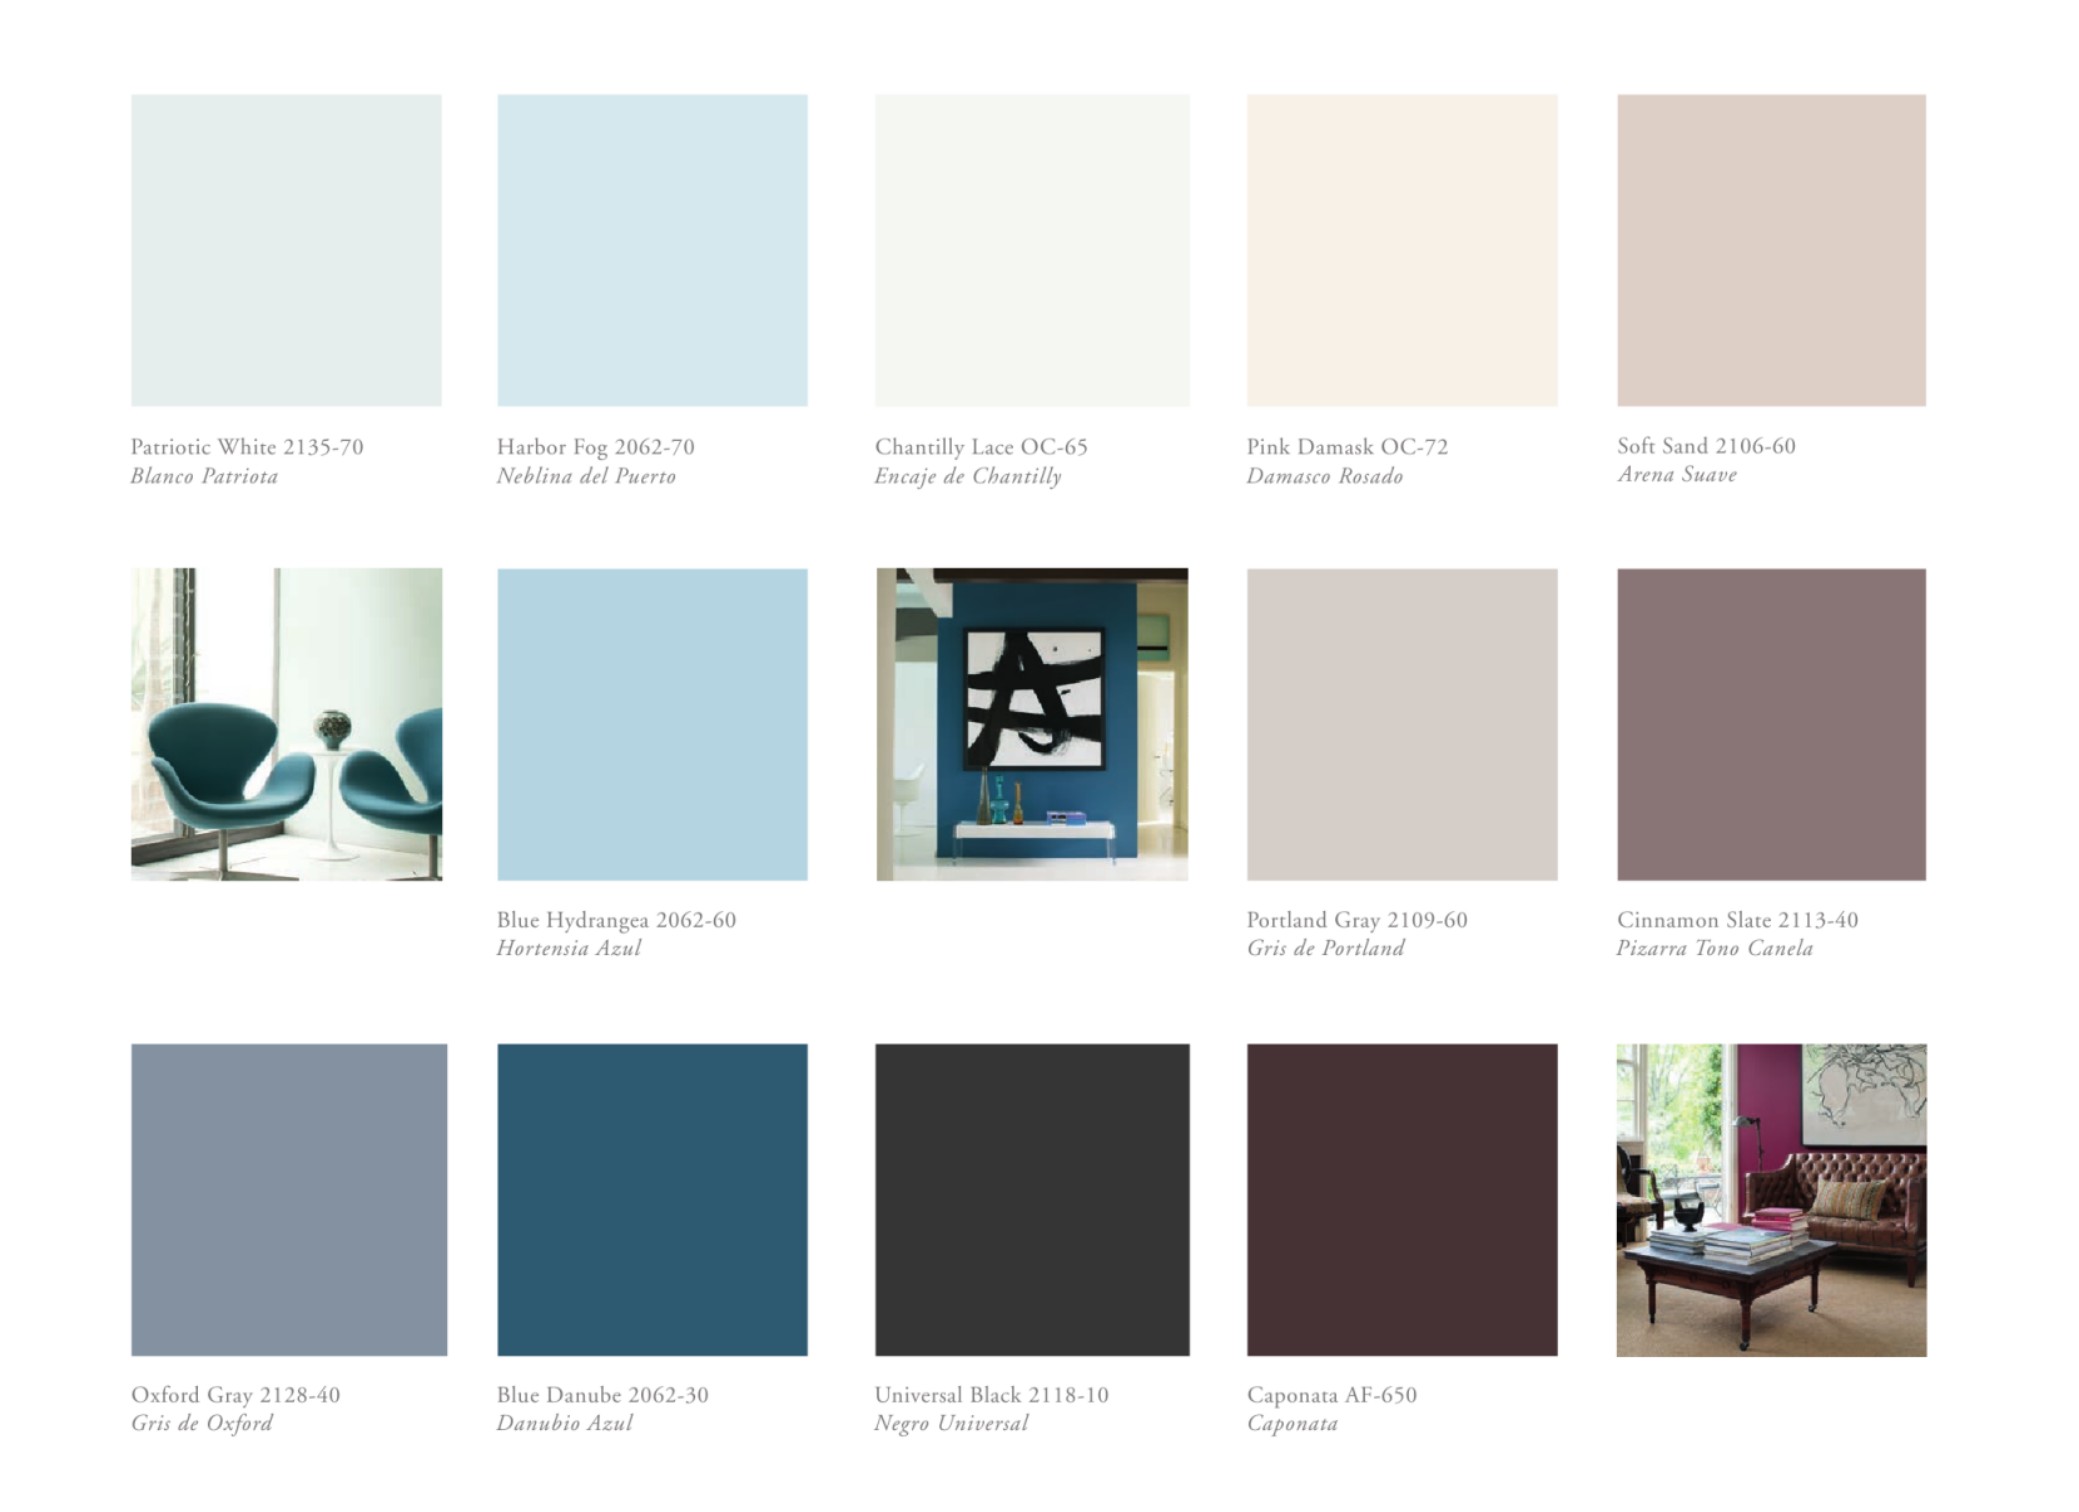 Patriotic White 2135-70
Blanco Patriota
Harbor Fog 2062-70
Neblina del Puerto
Chantilly Lace OC-65
Encaje de Chantilly
Pink Damask OC-72
Damasco Rosado
Soft Sand 2106-60
Arena Suave
Blue Hydrangea 2062-60
Hortensia Azul
Portland Gray 2109-60
Gris de Portland
Cinnamon Slate 2113-40
Pizarra Tono Canela
Oxford Gray 2128-40
Gris de Oxford
Blue Danube 2062-30
Danubio Azul
Universal Black 2118-10
Negro Universal
Caponata AF-650
Caponata